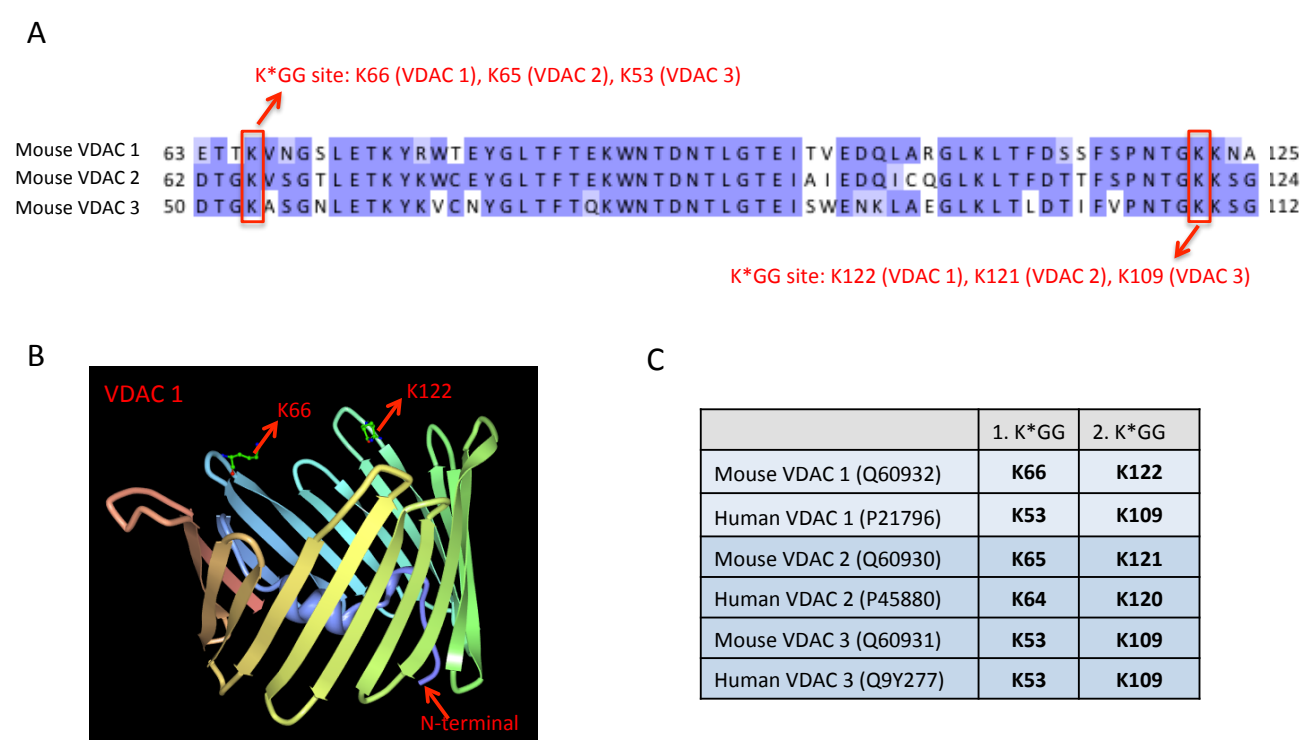 A
K*GG site: K66 (VDAC 1), K65 (VDAC 2), K53 (VDAC 3)
Mouse VDAC 1 63 E T T K V N G S L E T K Y R W T E Y G L T F T E K W N T D N T L G T E I T V E D Q L A R G L K L T F D S S F S P N T G K K N A 125
Mouse VDAC 2 62 D T G K V S G T L E T K Y K W C E Y G L T F T E K W N T D N T L G T E I A I E D Q I C Q G L K L T F D T T F S P N T G K K S G 124
Mouse VDAC 3 50 D T G K A S G N L E T K Y K V C N Y G L T F T Q K W N T D N T L G T E I S W E N K L A E G L K L T L D T I F V P N T G K K S G 112
K*GG site: K122 (VDAC 1), K121 (VDAC 2), K109 (VDAC 3)
B
VDAC 1
K66
K122
N-terminal
C
1. K*GG 2. K*GG
Mouse VDAC 1 (Q60932) K66 K122
Human VDAC 1 (P21796) K53 K109
Mouse VDAC 2 (Q60930) K65 K121
Human VDAC 2 (P45880) K64 K120
Mouse VDAC 3 (Q60931) K53 K109
Human VDAC 3 (Q9Y277) K53 K109